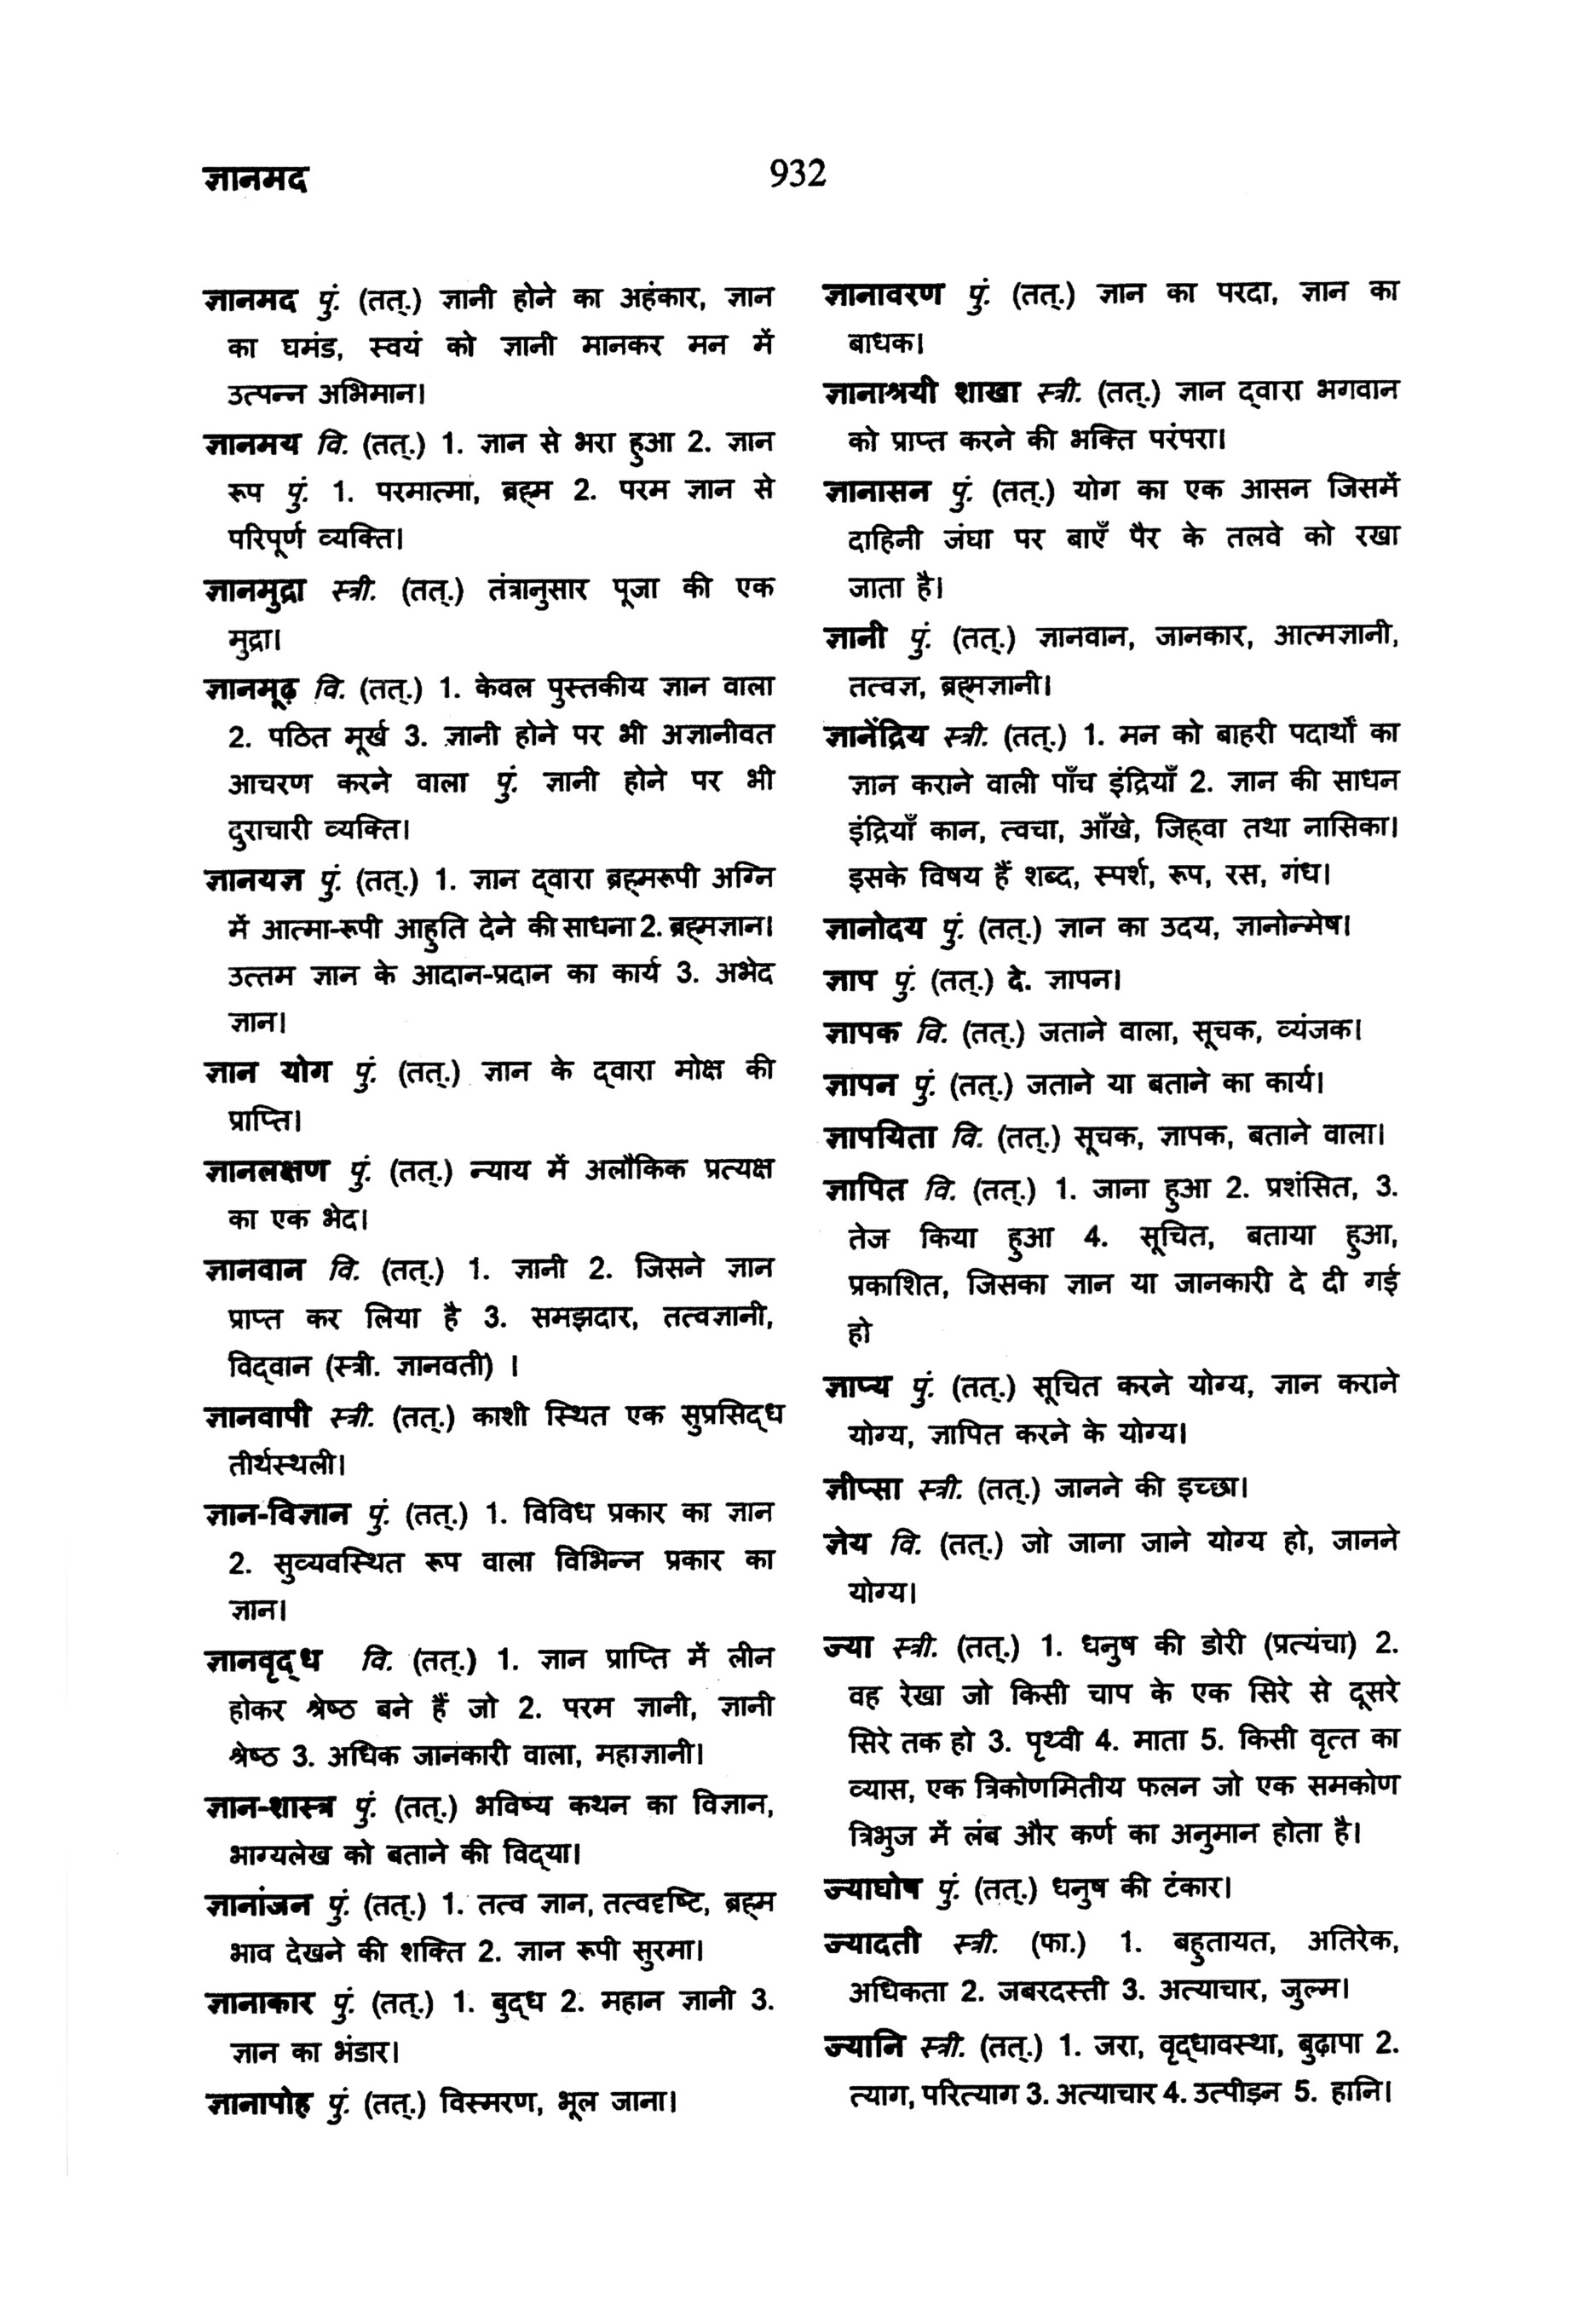 ज्ञानमद
932
ज्ञानमद पुं. (तत्.) ज्ञानी होने का अहंकार, ज्ञान
का घमंड, स्वयं को ज्ञानी मानकर मन में
उत्पन्न अभिमान।
ज्ञानमय वि. (तत्.) 1. ज्ञान से भरा हुआ 2. ज्ञान
रूप पुं. 1. परमात्मा, ब्रह्म 2. परम ज्ञान से
परिपूर्ण व्यक्ति।
ज्ञानमुद्रा स्त्री. (तत्.) तंत्रानुसार पूजा की एक
मुद्रा।
ज्ञानमूढ़ वि. (तत्.) 1. केवल पुस्तकीय ज्ञान वाला
2. पठित मूर्ख 3. ज्ञानी होने पर भी अज्ञानीवत
आचरण करने वाला पुं. ज्ञानी होने पर भी
दुराचारी व्यक्ति।
ज्ञानयज्ञ पुं. (तत्.) 1. ज्ञान द्वारा ब्रह्मरूपी अग्नि
में आत्मा-रूपी आहुति देने की साधना 2. ब्रह्मज्ञान।
उत्तम ज्ञान के आदान-प्रदान का कार्य 3. अभेद
ज्ञान।
ज्ञान योग पुं. (तत्.) ज्ञान के द्वारा मोक्ष की
प्राप्ति।
ज्ञानलक्षण पुं. (तत्.) न्याय में अलौकिक प्रत्यक्ष
का एक भेद।
ज्ञानवान वि. (तत्.) 1. ज्ञानी 2. जिसने ज्ञान
प्राप्त कर लिया है 3. समझदार, तत्वज्ञानी,
विद्वान (स्त्री. ज्ञानवती) ।
ज्ञानवापी स्त्री. (तत्.) काशी स्थित एक सुप्रसिद्ध
तीर्थस्थली।
ज्ञान-विज्ञान पुं. (तत्.) 1. विविध प्रकार का ज्ञान
2. सुव्यवस्थित रूप वाला विभिन्न प्रकार का
ज्ञान।
ज्ञानवृद्ध वि. (तत्.) 1. ज्ञान प्राप्ति में लीन
होकर श्रेष्ठ बने हैं जो 2. परम ज्ञानी, ज्ञानी
श्रेष्ठ 3. अधिक जानकारी वाला, महाज्ञानी।
ज्ञान-शास्त्र पुं. (तत्.) भविष्य कथन का विज्ञान,
भाग्यलेख को बताने की विद्या।
ज्ञानांजन पुं. (तत्.) 1. तत्व ज्ञान, तत्वदृष्टि, ब्रह्म
भाव देखने की शक्ति 2. ज्ञान रूपी सुरमा।
ज्ञानाकार पुं. (तत्.) 1. बुद्ध 2. महान ज्ञानी 3.
ज्ञान का भंडार।
ज्ञानापोह पुं. (तत्.) विस्मरण, भूल जाना।
ज्ञानावरण पुं. (तत्.) ज्ञान का परदा, ज्ञान का
बाधक।
ज्ञानाश्रयी शाखा स्त्री. (तत्.) ज्ञान द्वारा भगवान
को प्राप्त करने की भक्ति परंपरा।
ज्ञानासन पुं. (तत्.) योग का एक आसन जिसमें
दाहिनी जंघा पर बाएँ पैर के तलवे को रखा
जाता है।
ज्ञानी पुं. (तत्.) ज्ञानवान, जानकार, आत्मज्ञानी,
तत्वज्ञ, ब्रह्मज्ञानी।
ज्ञानेंद्रिय स्त्री. (तत्.) 1. मन को बाहरी पदार्थों का
ज्ञान कराने वाली पाँच इंद्रियाँ 2. ज्ञान की साधन
इंद्रियाँ कान, त्वचा, आँखे, जिह्वा तथा नासिका।
इसके विषय हैं शब्द, स्पर्श, रूप, रस, गंध।
ज्ञानोदय पुं. (तत्.) ज्ञान का उदय, ज्ञानोन्मेष।
ज्ञाप पुं. (तत्.) दे. ज्ञापन।
ज्ञापक वि. (तत्.) जताने वाला, सूचक, व्यंजक।
ज्ञापन पुं. (तत्.) जताने या बताने का कार्य।
ज्ञापयिता वि. (तत्.) सूचक, ज्ञापक, बताने वाला।
ज्ञापित वि. (तत्.) 1. जाना हुआ 2. प्रशंसित, 3.
तेज किया हुआ 4. सूचित, बताया हुआ,
प्रकाशित, जिसका ज्ञान या जानकारी दे दी गई
हो
ज्ञाप्य पुं. (तत्.) सूचित करने योग्य, ज्ञान कराने
योग्य, ज्ञापित करने के योग्य।
ज्ञीप्सा स्त्री. (तत्.) जानने की इच्छा।
ज्ञेय वि. (तत्.) जो जाना जाने योग्य हो, जानने
योग्य।
ज्या स्त्री. (तत्.) 1. धनुष की डोरी (प्रत्यंचा) 2.
वह रेखा जो किसी चाप के एक सिरे से दूसरे
सिरे तक हो 3. पृथ्वी 4. माता 5. किसी वृत्त का
व्यास, एक त्रिकोणमितीय फलन जो एक समकोण
त्रिभुज में लंब और कर्ण का अनुमान होता है।
ज्याघोष पुं. (तत्.) धनुष की टंकार।
ज्यादती स्त्री. (फा.) 1. बहुतायत, अतिरेक,
अधिकता 2. जबरदस्ती 3. अत्याचार, जुल्म।
ज्यानि स्त्री. (तत्.) 1. जरा, वृद्धावस्था, बुढ़ापा 2.
त्याग, परित्याग 3. अत्याचार 4. उत्पीड़न 5. हानि।